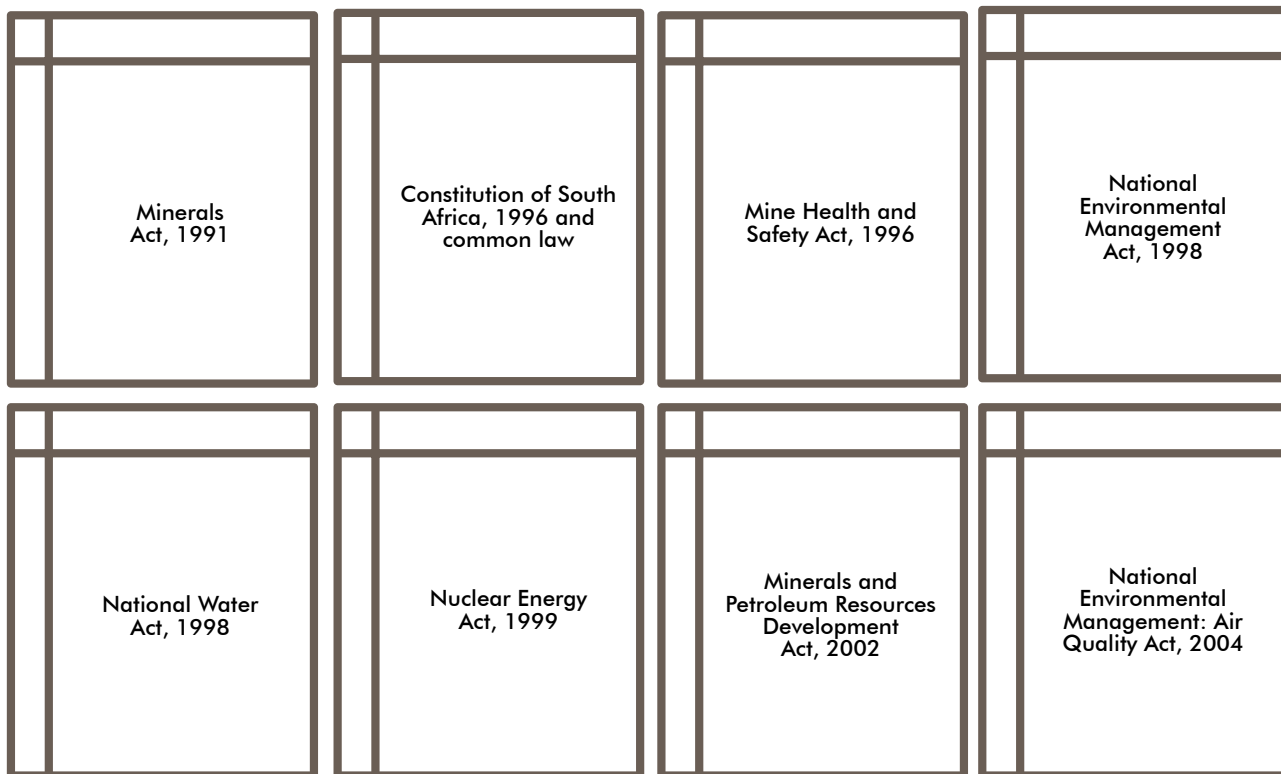 Minerals
Act, 1991
Constitution of South
Africa, 1996 and
common law
Mine Health and
Safety Act, 1996
National
Environmental
Management
Act, 1998
National Water
Act, 1998
Nuclear Energy
Act, 1999
Minerals and
Petroleum Resources
Development
Act, 2002
National
Environmental
Management: Air
Quality Act, 2004